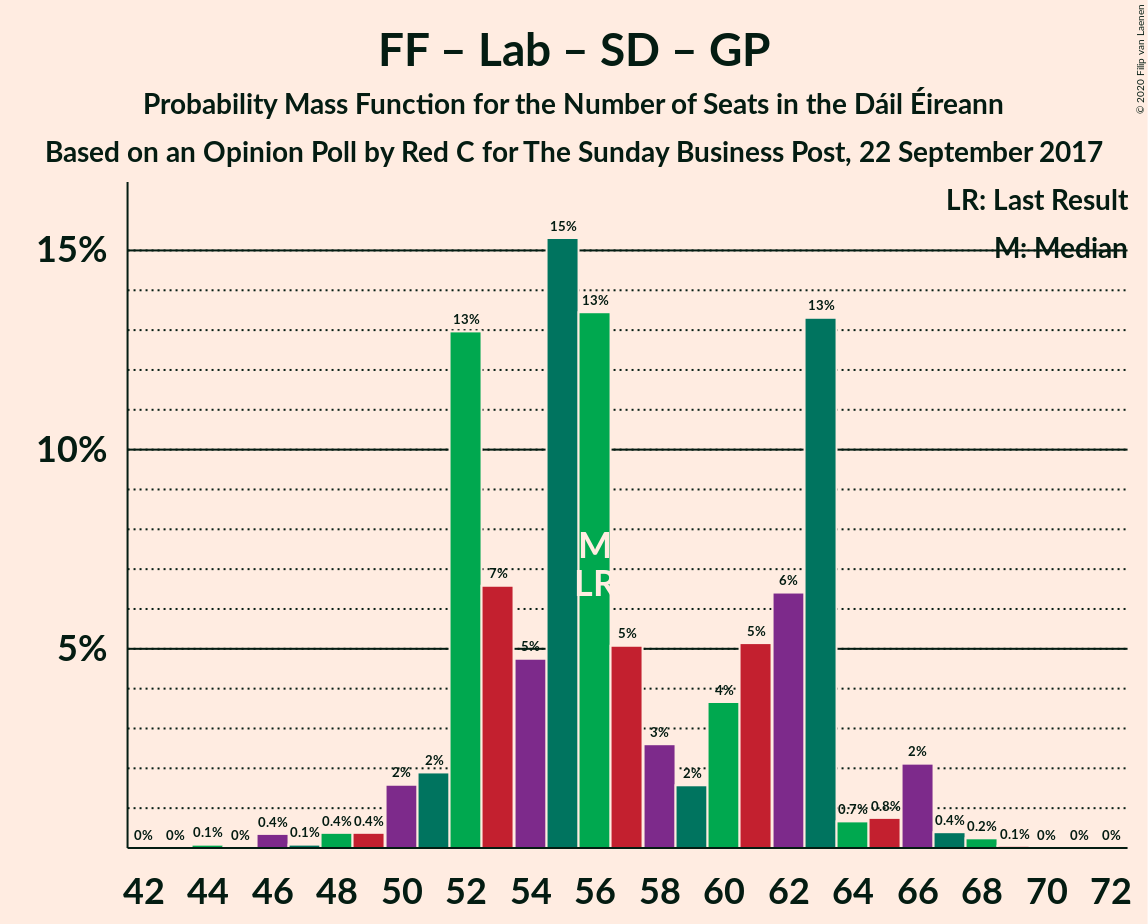 FF – Lab – SD – GP
Probability Mass Function for the Number of Seats in the Dáil Éireann
Based on an Opinion Poll by Red C for The Sunday Business Post, 22 September 2017
© 2020 Filip van Laenen
LR: Last Result
M: Median
15%
10%
5%
0% 0% 0.1% 0% 0.4% 0.1% 0.4% 0.4% 2% 2% 13% 7% 5% 15% 13% 5% 3% 2% 4% 5% 6% 13% 0.7% 0.8% 2% 0.4% 0.2% 0.1% 0% 0% 0%
M
LR
42 44 46 48 50 52 54 56 58 60 62 64 66 68 70 72